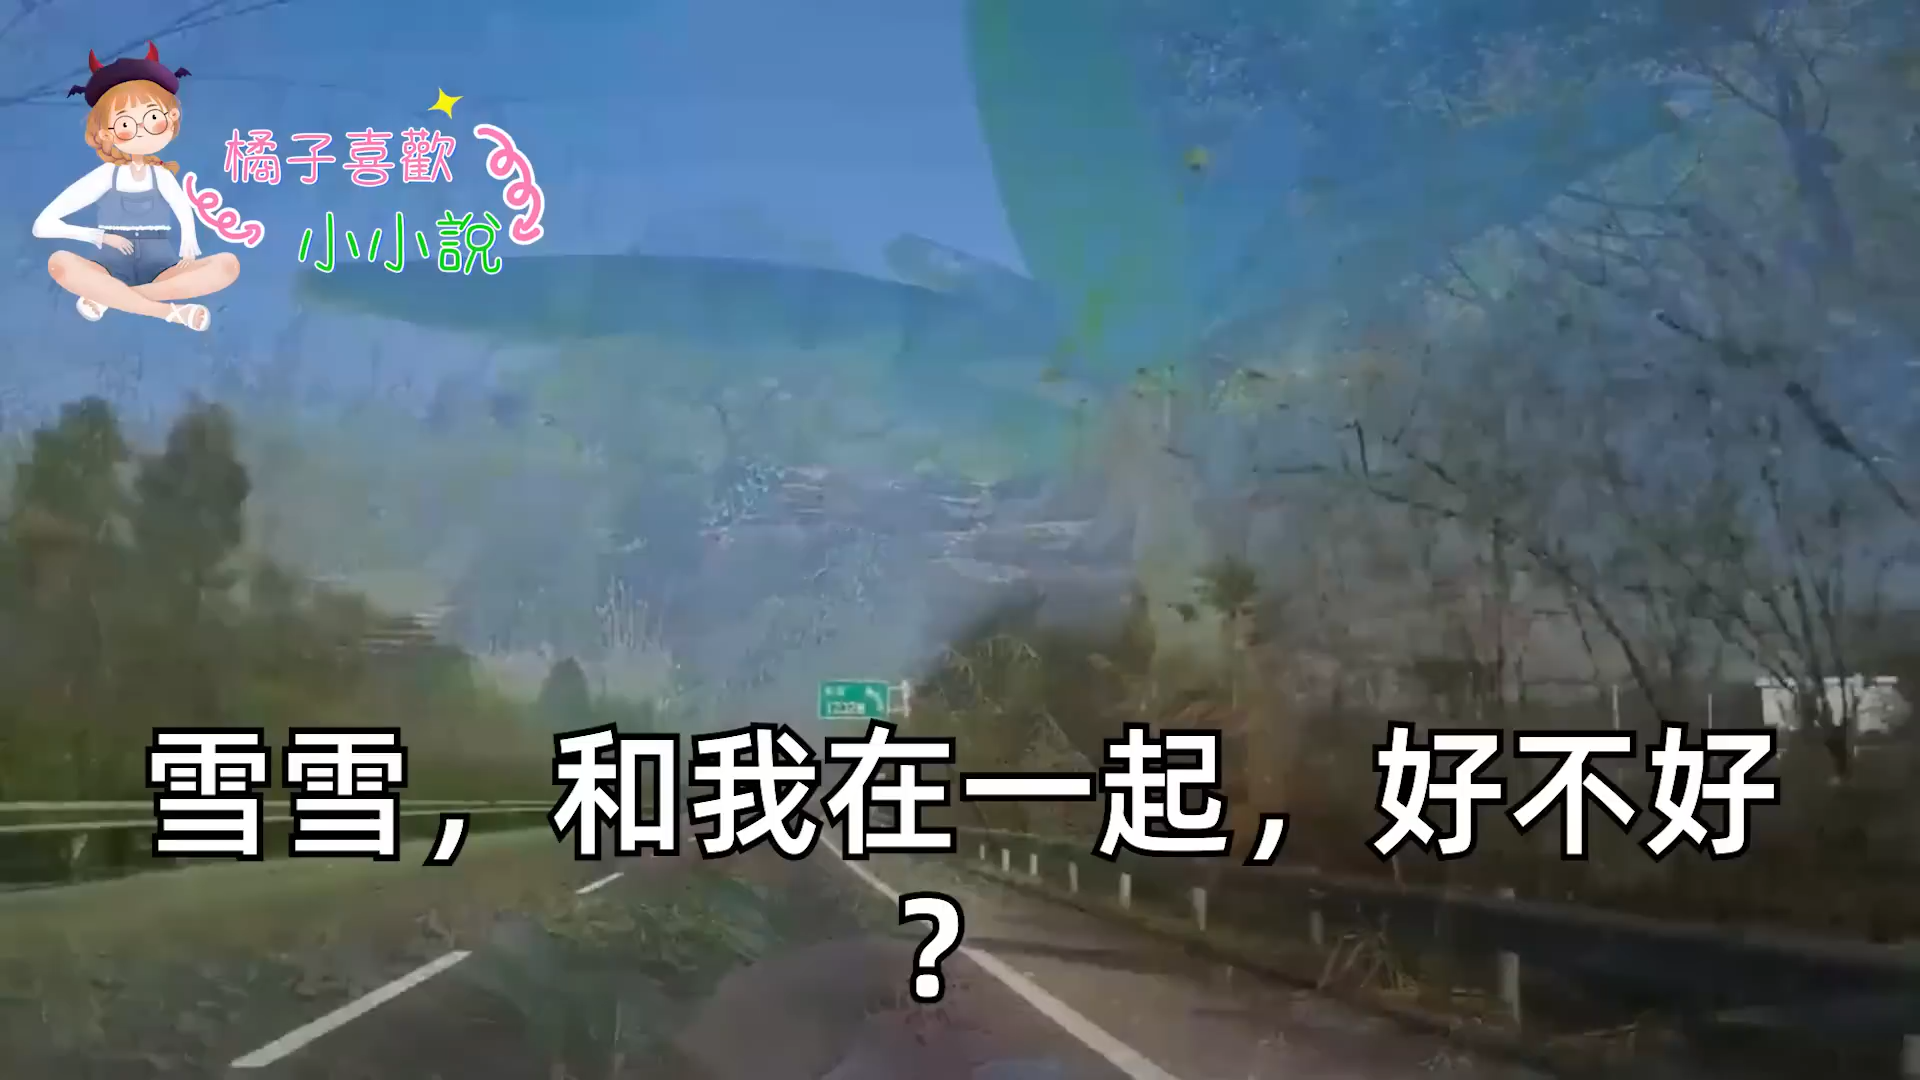 橘子喜歡
小小說
雪雪，和我在一起，好不好
？